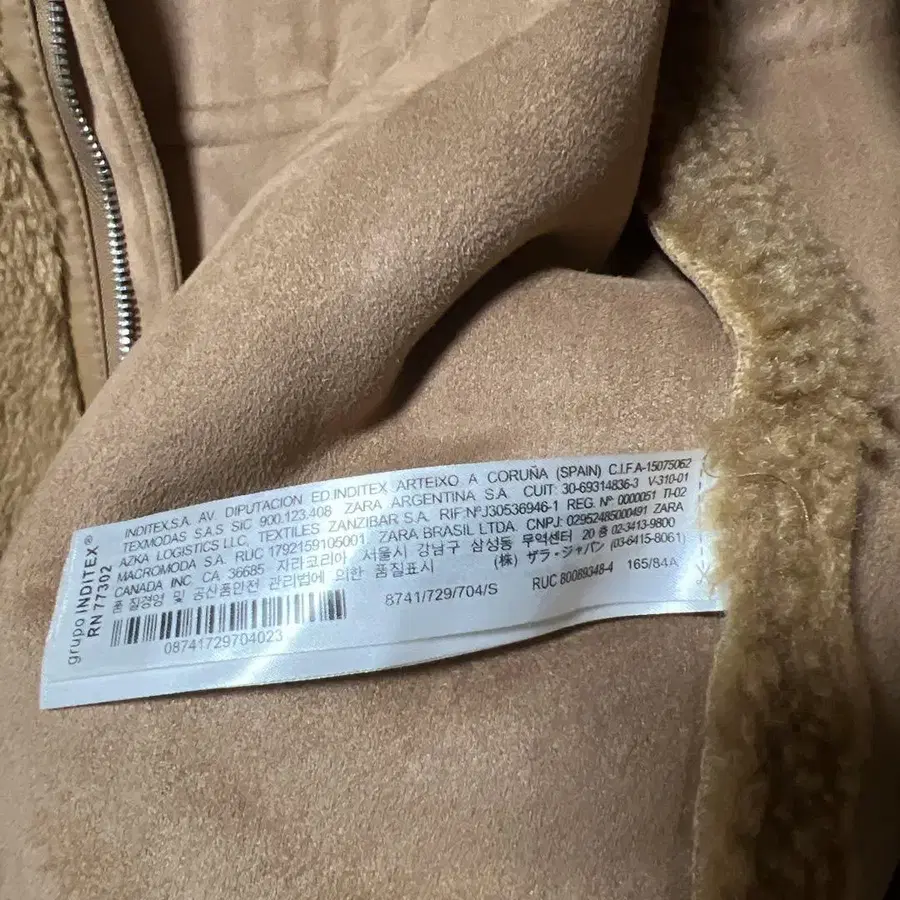 grupo INDITEX®
RN 77302
INDITEX,S.A. AV. DIPUTACION ED.INDITEX ARTEIXO A CORUÑA (SPAIN) C.I.F.A-15075062
TEXMODAS S.A.S SIC 900.123.408 ZARA ARGENTINA S.A. CUIT: 30-69314836-3 V-310-01
AZKA LOGISTICS LLC, TEXTILES ZANZIBAR S.A. RIF:NºJ30536946-1 REG. Nº 0000051 TI-02
MACROMODA S.A. RUC 1792159105001 ZARA BRASIL LTDA. CNPJ: 02952485000491 ZARA
CANADA INC. CA 36685 자라코리아 서울시 강남구 삼성동 무역센터 20 층 02-3413-9800
품 질경영 및 공산품안전 관리법에 의한 품질표시 (株) ザラ・ジャパン (03-6415-8061)
08741729704023
8741/729/704/S
RUC 80089348-4 165/84A